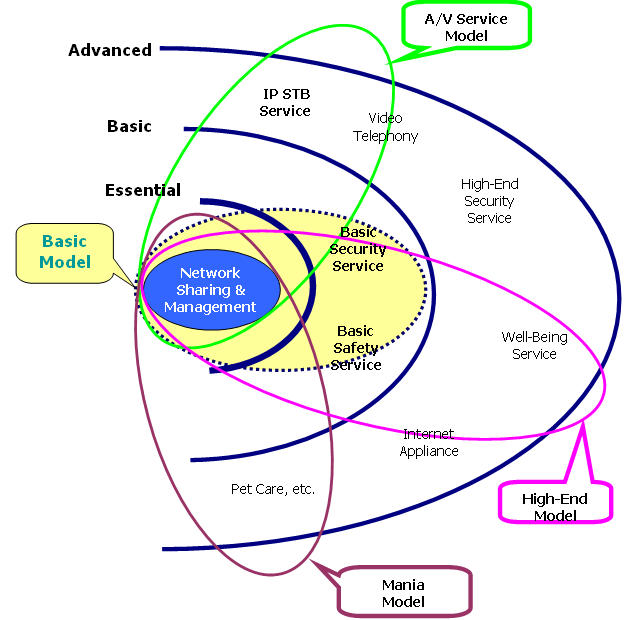 A/V Service
Model
Advanced
IP STB
Service
Video
Telephony
Basic
High-End
Security
Service
Essential
Basic
Model
Basic
Security
Service
Network
Sharing &
Management
Basic
Safety
Service
Well-Being
Service
Internet
Appliance
Pet Care, etc.
High-End
Model
Mania
Model